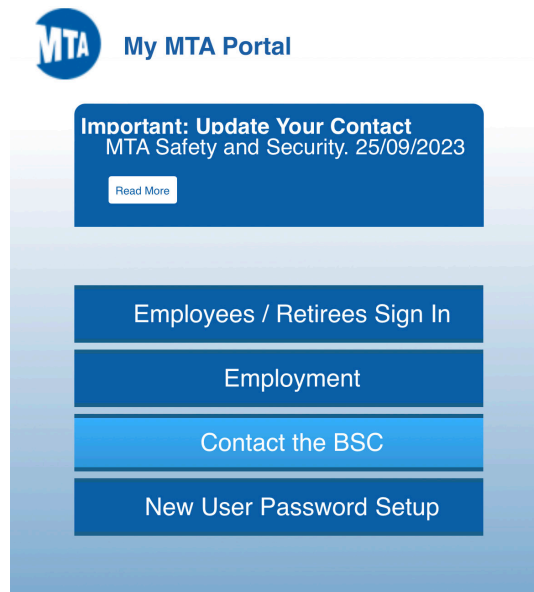 MTA
My MTA Portal
Important: Update Your Contact
MTA Safety and Security. 25/09/2023
Read More
Employees / Retirees Sign In
Employment
Contact the BSC
New User Password Setup